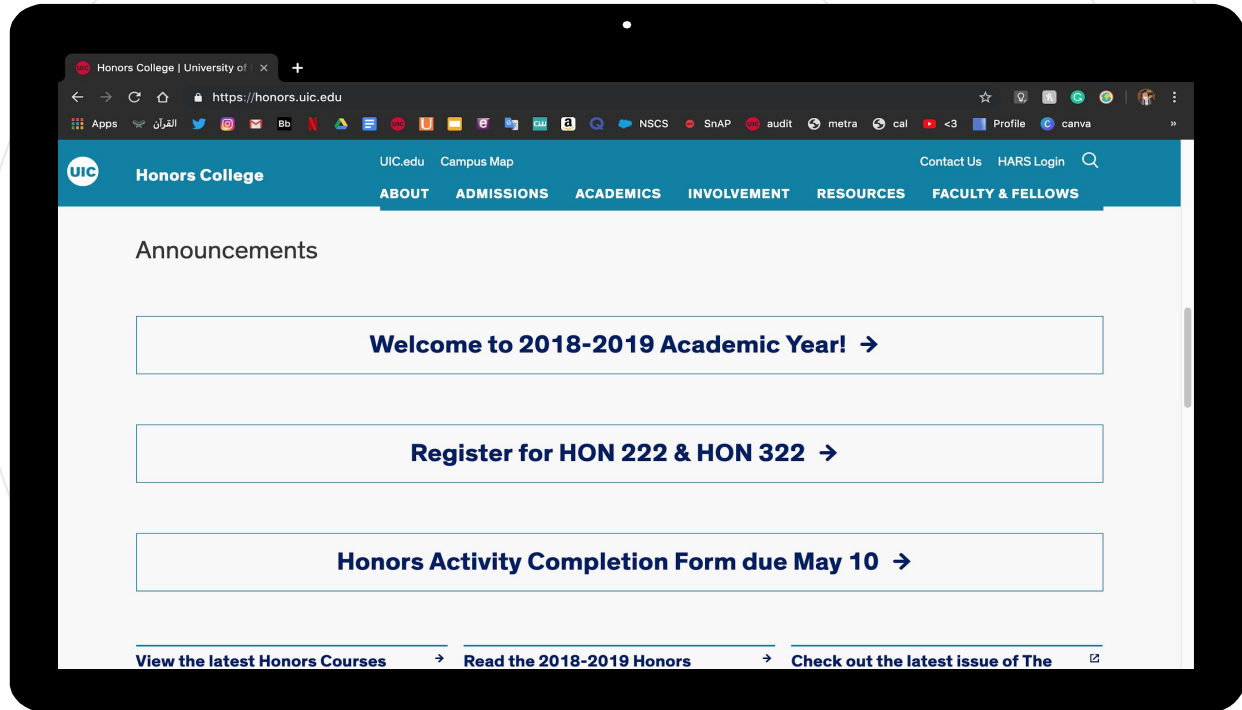 UIC Honors College | University of
https://honors.uic.edu
Apps القرآن Bb NSCS SnAP audit metra cal <3 Profile canva »
UIC
Honors College
UIC.edu Campus Map Contact Us HARS Login
ABOUT ADMISSIONS ACADEMICS INVOLVEMENT RESOURCES FACULTY & FELLOWS
Announcements
Welcome to 2018-2019 Academic Year! →
Register for HON 222 & HON 322 →
Honors Activity Completion Form due May 10 →
View the latest Honors Courses → Read the 2018-2019 Honors → Check out the latest issue of The